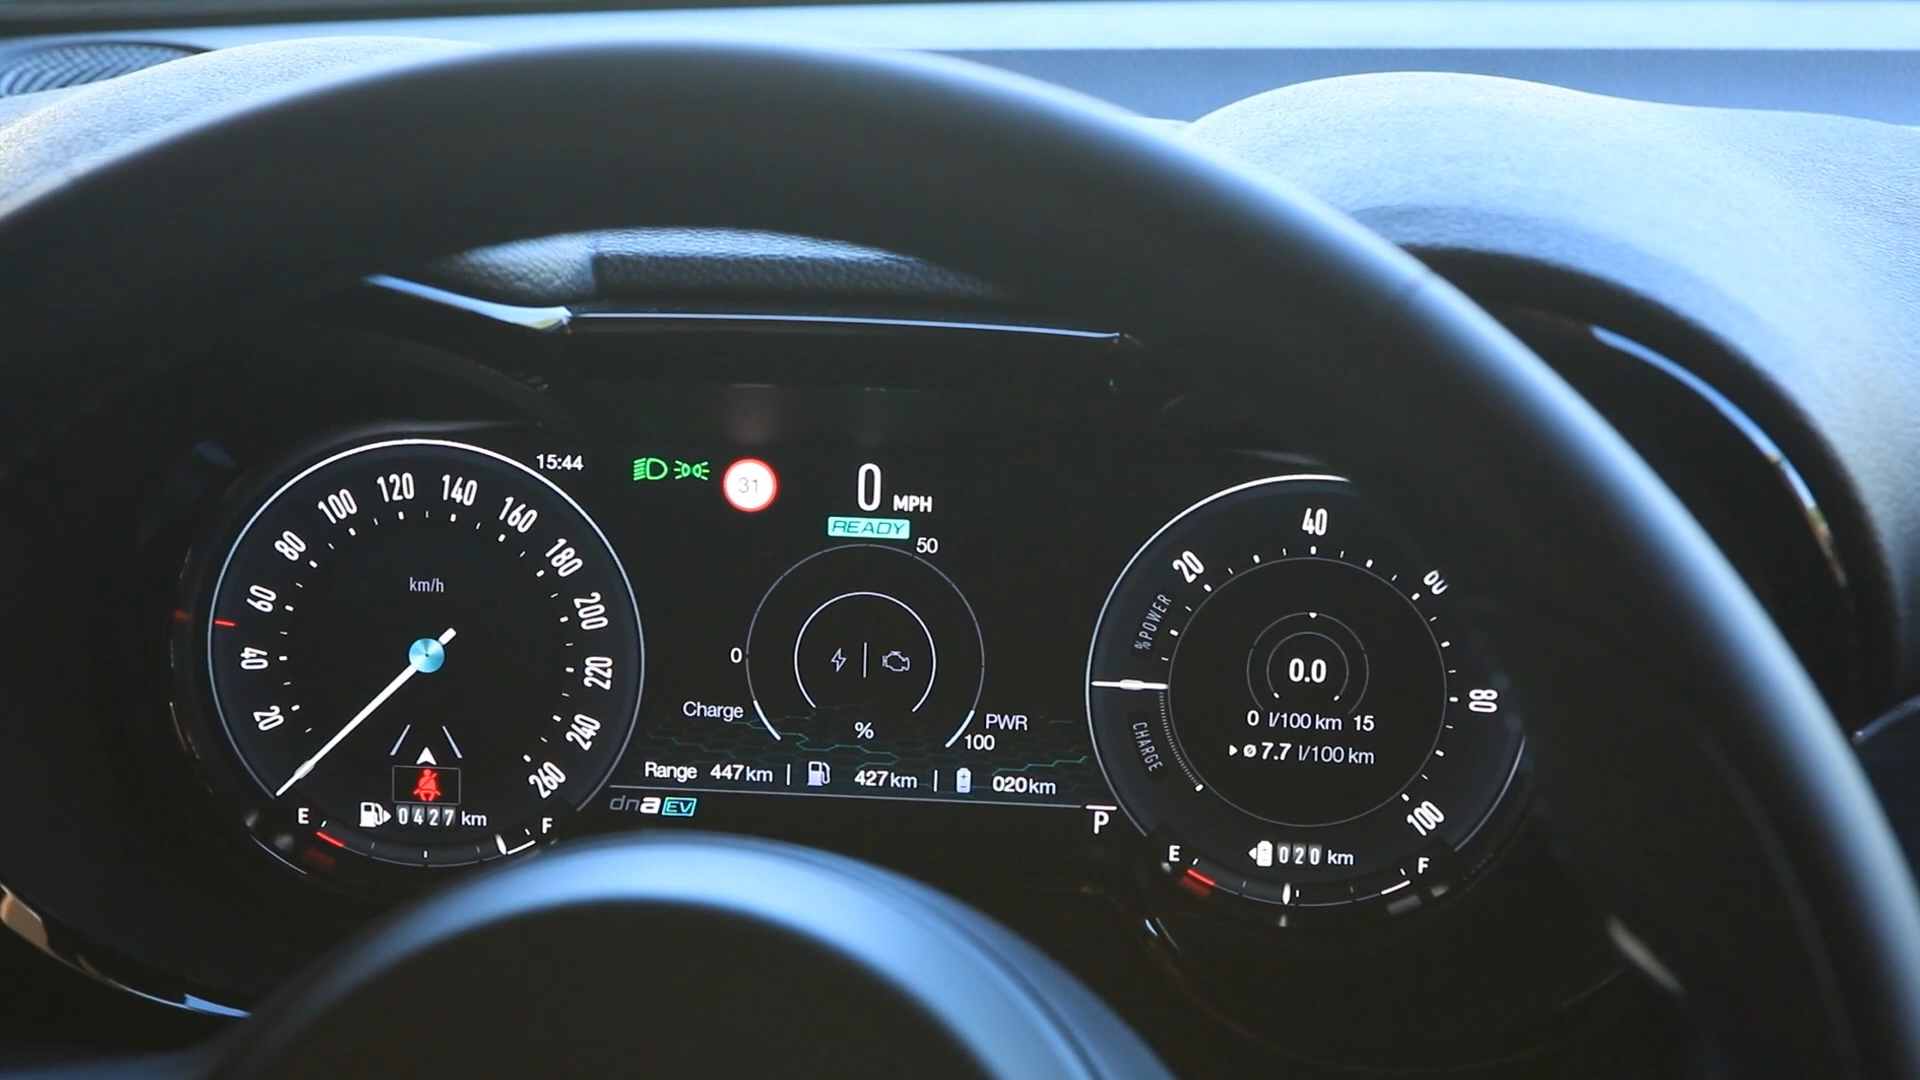 15:44
km/h
20
40
60
80
100
120
140
160
180
200
220
240
260
E
0427 km
F
31
0 MPH
READY
0
50
100
Charge
%
PWR
Range 447km | 427km | 020km
dna EV
P
%POWER
CHARGE
20
40
60
80
100
0.0
0 l/100 km 15
ø 7.7 l/100 km
020 km
E
F